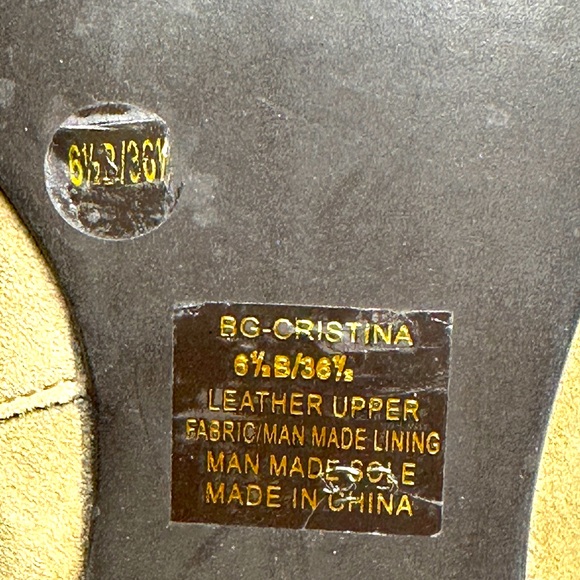 6½B/36½
BG-CRISTINA
6½B/36½
LEATHER UPPER
FABRIC/MAN MADE LINING
MAN MADE SOLE
MADE IN CHINA